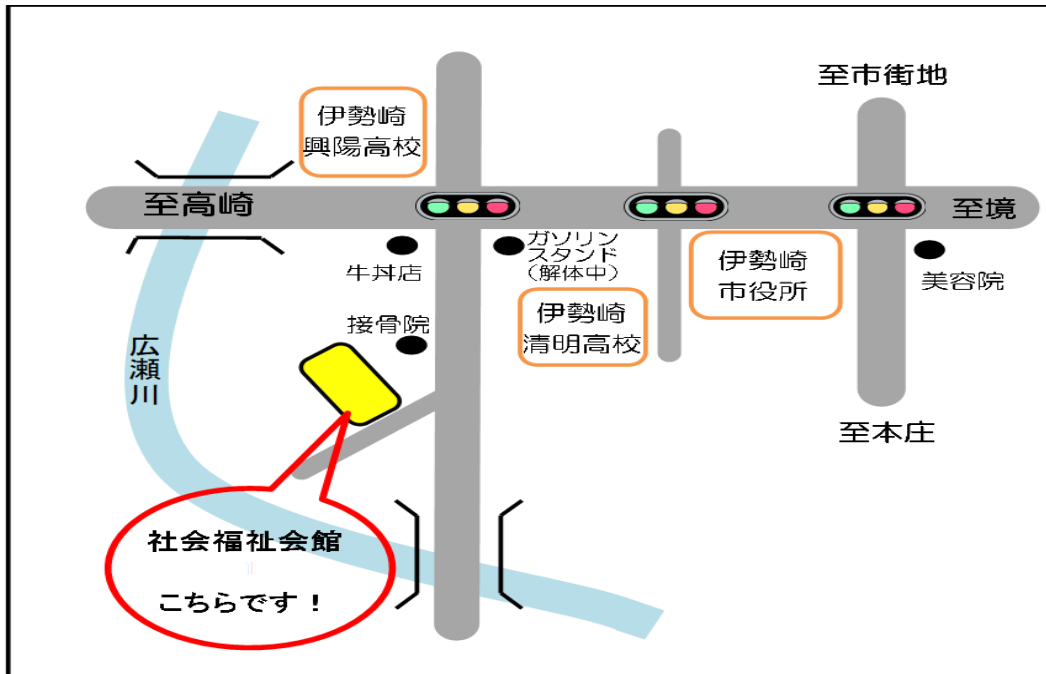 至市街地
伊勢崎
興陽高校
至高崎
至境
牛丼店
ガソリン
スタンド
(解体中)
伊勢崎
市役所
美容院
接骨院
伊勢崎
清明高校
広瀬川
至本庄
社会福祉会館
こちらです!